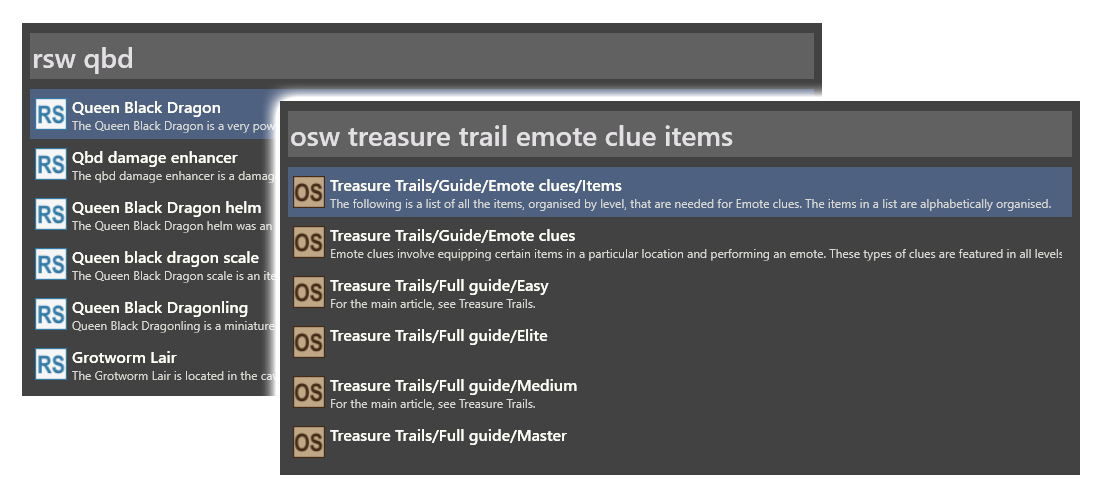 rsw qbd
RS
Queen Black Dragon
The Queen Black Dragon is a very pow
RS
Qbd damage enhancer
The qbd damage enhancer is a damag
RS
Queen Black Dragon helm
The Queen Black Dragon helm was an
RS
Queen black dragon scale
The Queen Black Dragon scale is an ite
RS
Queen Black Dragonling
Queen Black Dragonling is a miniature
RS
Grotworm Lair
The Grotworm Lair is located in the cav
osw treasure trail emote clue items
OS
Treasure Trails/Guide/Emote clues/Items
The following is a list of all the items, organised by level, that are needed for Emote clues. The items in a list are alphabetically organised.
OS
Treasure Trails/Guide/Emote clues
Emote clues involve equipping certain items in a particular location and performing an emote. These types of clues are featured in all levels
OS
Treasure Trails/Full guide/Easy
For the main article, see Treasure Trails.
OS
Treasure Trails/Full guide/Elite
OS
Treasure Trails/Full guide/Medium
For the main article, see Treasure Trails.
OS
Treasure Trails/Full guide/Master